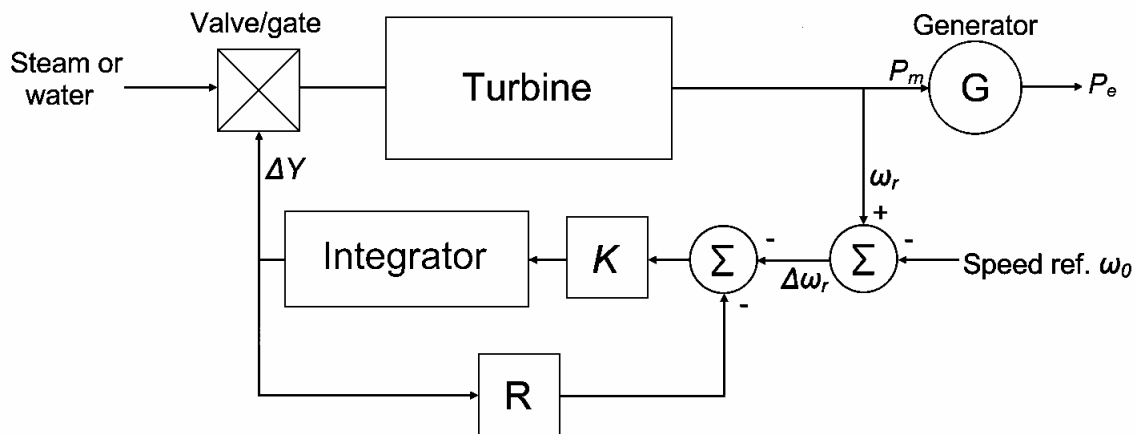 Valve/gate
Generator
Steam or
water
Turbine
Pₘ
G
Pₑ
ΔY
ωᵣ
+
-
Integrator
K
Σ
-
Δωᵣ
Σ
Speed ref. ω₀
-
R